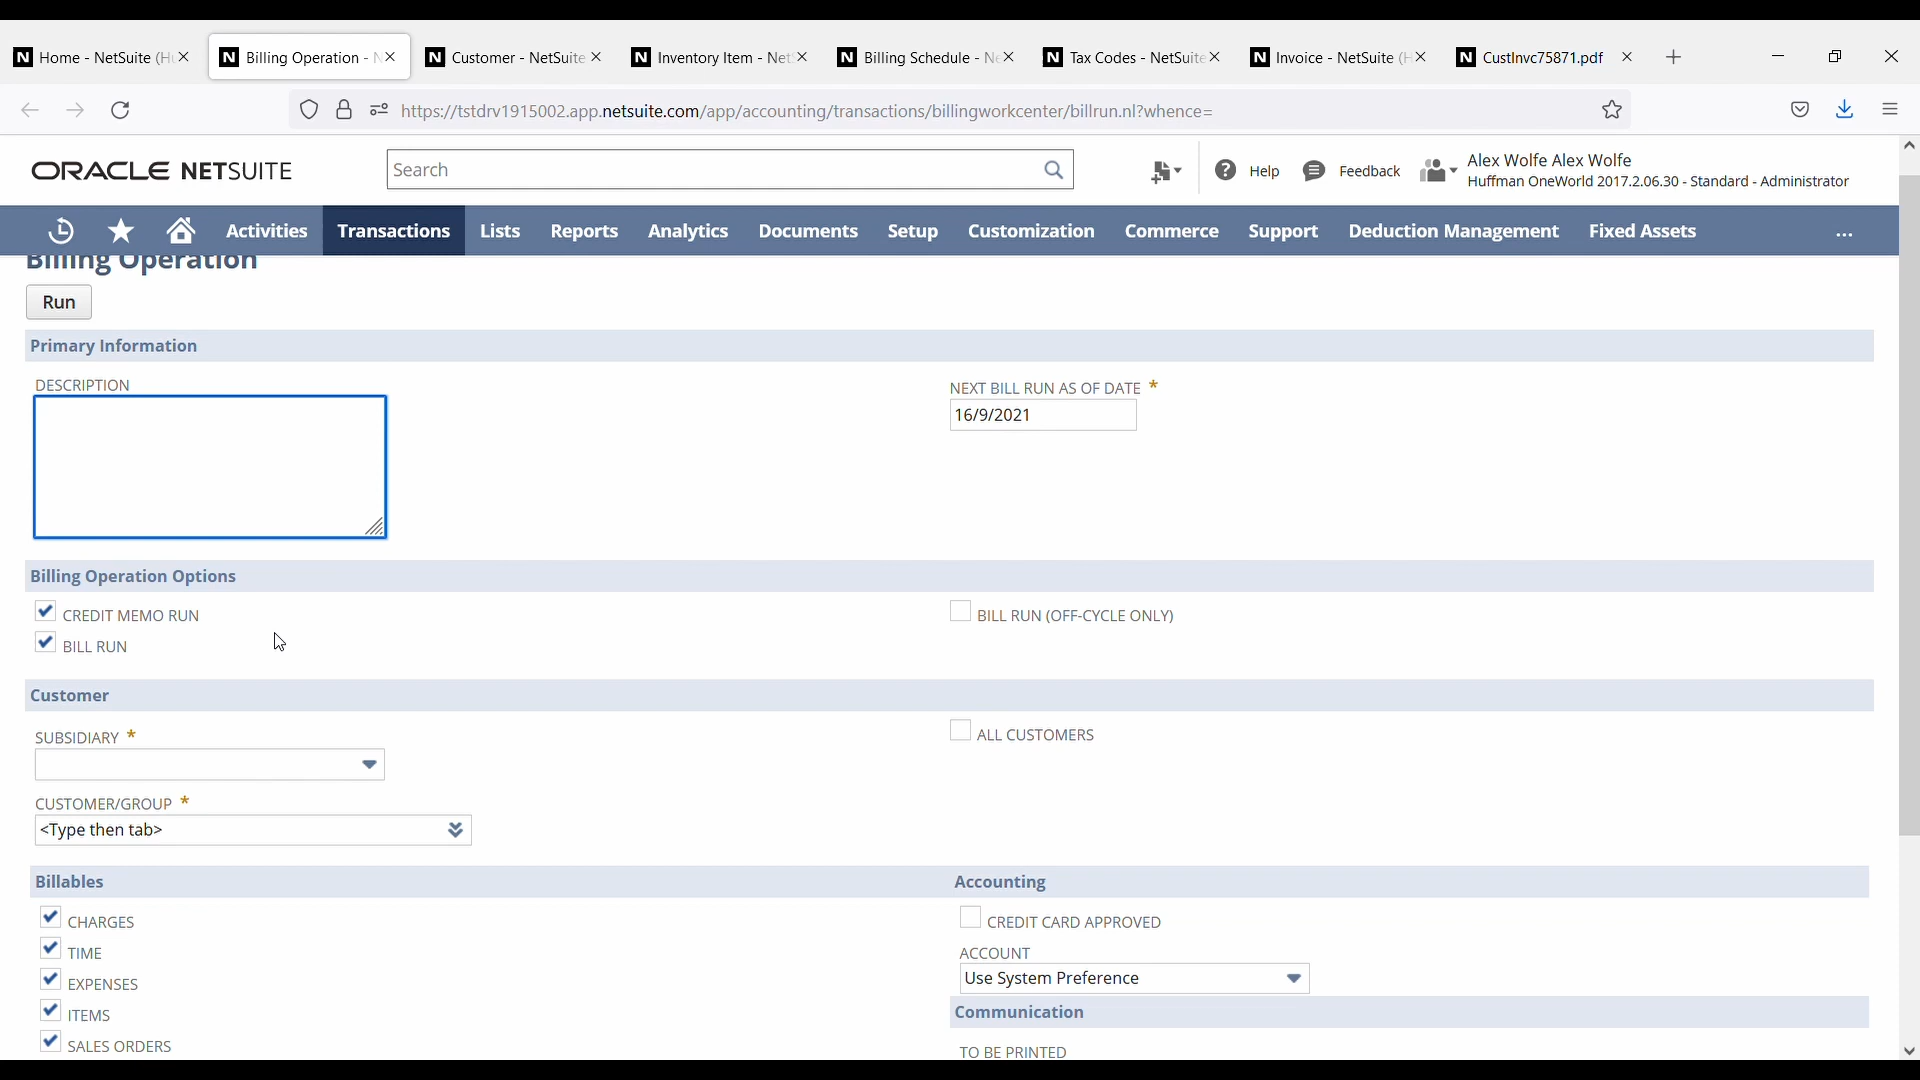 Home - NetSuite (Hu
Billing Operation - N
Customer - NetSuite
Inventory Item - Net
Billing Schedule - Ne
Tax Codes - NetSuite
Invoice - NetSuite (H
CustInvc75871.pdf
https://tstdrv1915002.app.netsuite.com/app/accounting/transactions/billingworkcenter/billrun.nl?whence=
ORACLE NETSUITE
Search
Help
Feedback
Alex Wolfe Alex Wolfe
Huffman OneWorld 2017.2.06.30 - Standard - Administrator
Activities
Transactions
Lists
Reports
Analytics
Documents
Setup
Customization
Commerce
Support
Deduction Management
Fixed Assets
...
Billing Operation
Run
Primary Information
DESCRIPTION
NEXT BILL RUN AS OF DATE *
16/9/2021
Billing Operation Options
CREDIT MEMO RUN
BILL RUN (OFF-CYCLE ONLY)
BILL RUN
Customer
SUBSIDIARY *
ALL CUSTOMERS
CUSTOMER/GROUP *
<Type then tab>
Billables
Accounting
CHARGES
CREDIT CARD APPROVED
TIME
ACCOUNT
EXPENSES
Use System Preference
ITEMS
Communication
SALES ORDERS
TO BE PRINTED